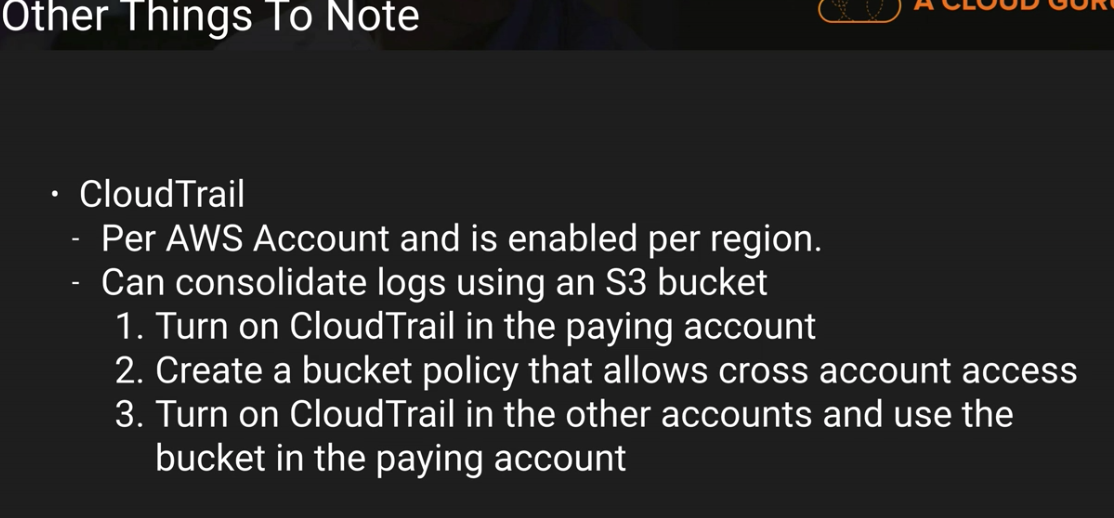 Other Things To Note
A CLOUD GURU
• CloudTrail
- Per AWS Account and is enabled per region.
- Can consolidate logs using an S3 bucket
1. Turn on CloudTrail in the paying account
2. Create a bucket policy that allows cross account access
3. Turn on CloudTrail in the other accounts and use the
bucket in the paying account